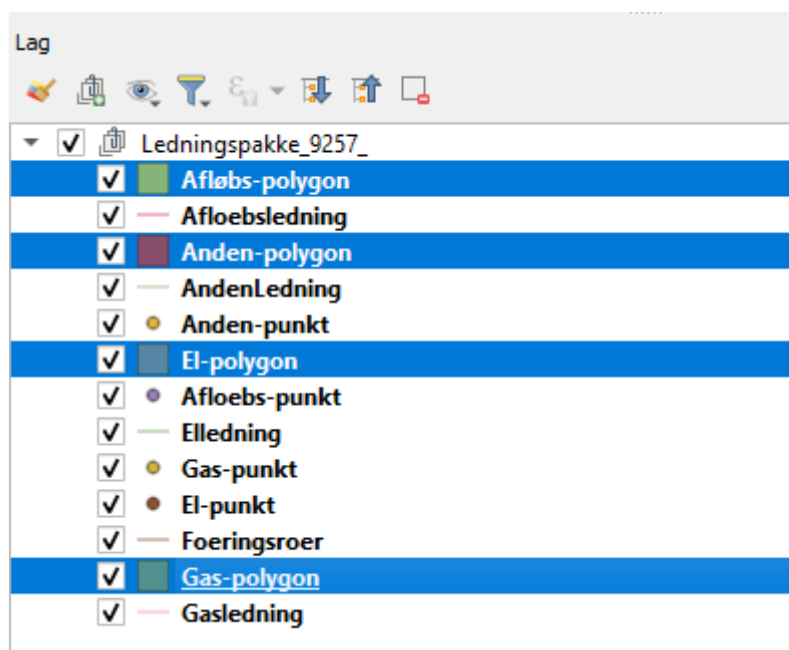 Lag
Ledningspakke_9257_
Afløbs-polygon
Afloebsledning
Anden-polygon
AndenLedning
Anden-punkt
El-polygon
Afloebs-punkt
Elledning
Gas-punkt
El-punkt
Foeringsroer
Gas-polygon
Gasledning